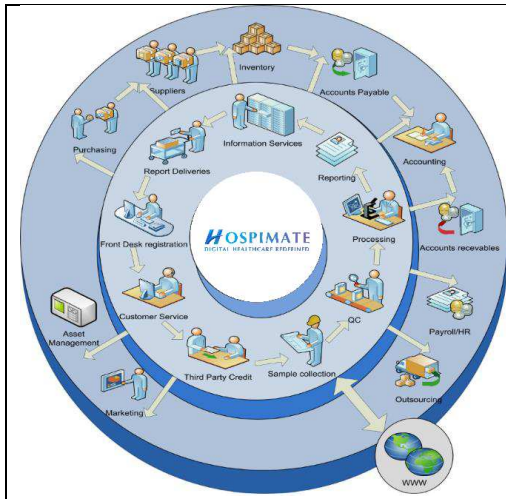 Inventory
Suppliers
Accounts Payable
Purchasing
Information Services
Report Deliveries
Reporting
Accounting
HOSPIMATE
DIGITAL HEALTHCARE REDEFINED
Front Desk registration
Processing
Accounts recevables
Customer Service
QC
Asset
Management
Payroll/HR
Third Party Credit
Sample collection
Marketing
Outsourcing
WWW